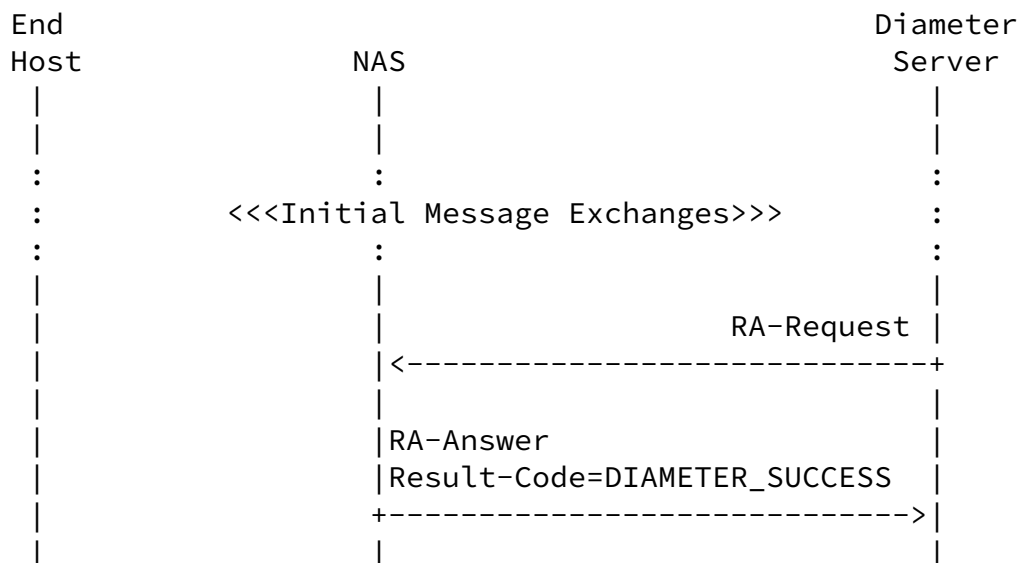 End Diameter
Host NAS Server
<<<Initial Message Exchanges>>>
RA-Request
RA-Answer
Result-Code=DIAMETER_SUCCESS